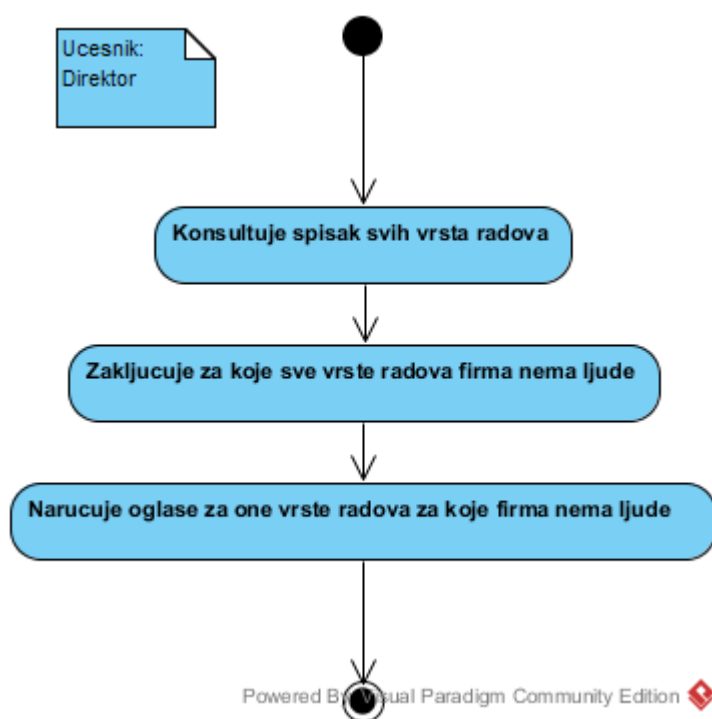 Ucesnik:
Direktor
Konsultuje spisak svih vrsta radova
Zakljucuje za koje sve vrste radova firma nema ljude
Narucuje oglase za one vrste radova za koje firma nema ljude
Powered By Visual Paradigm Community Edition